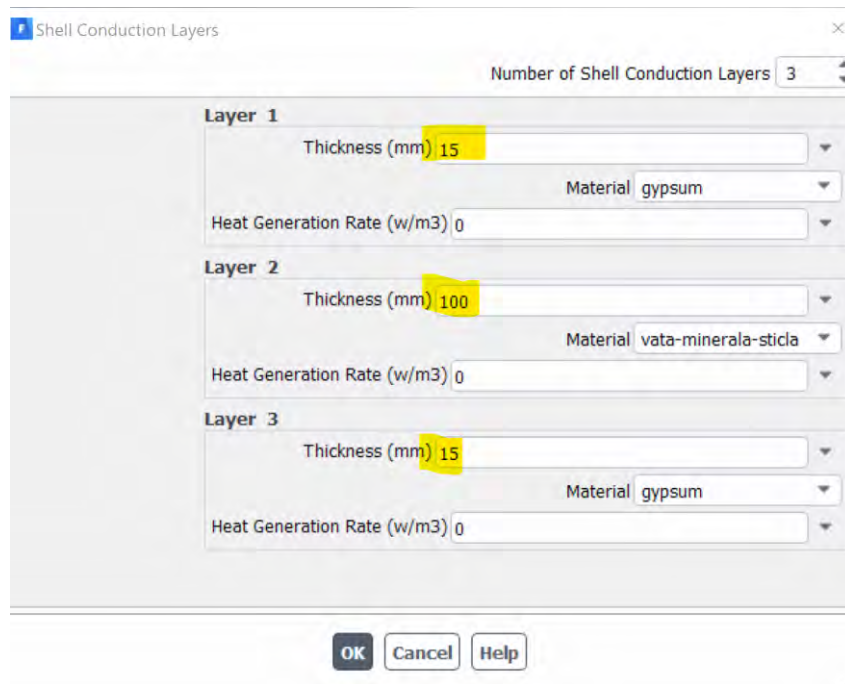 Shell Conduction Layers
Number of Shell Conduction Layers 3
Layer 1
Thickness (mm) 15
Material gypsum
Heat Generation Rate (w/m3) 0
Layer 2
Thickness (mm) 100
Material vata-minerala-sticla
Heat Generation Rate (w/m3) 0
Layer 3
Thickness (mm) 15
Material gypsum
Heat Generation Rate (w/m3) 0
OK Cancel Help